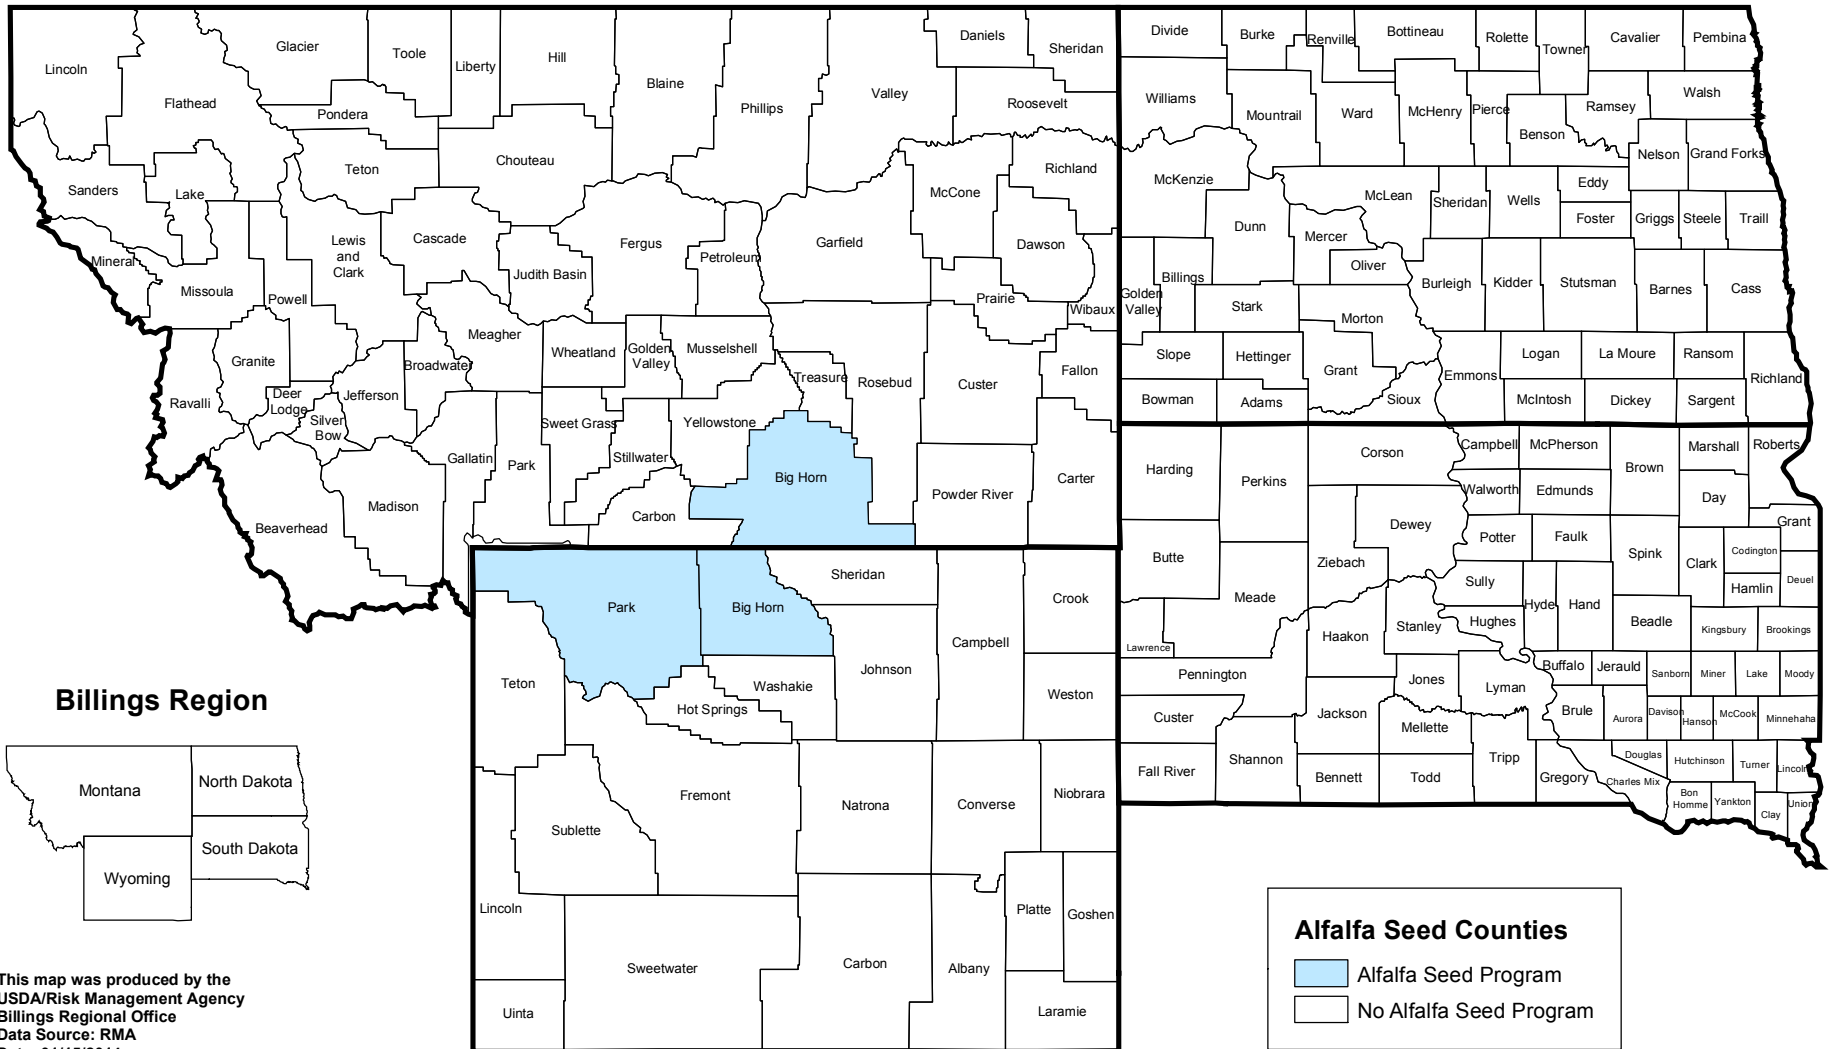 Lincoln
Flathead
Glacier
Toole
Liberty
Hill
Blaine
Phillips
Valley
Daniels
Sheridan
Roosevelt
Pondera
Teton
Chouteau
Sanders
Lake
McCone
Richland
Mineral
Missoula
Powell
Lewis
and
Clark
Cascade
Judith Basin
Fergus
Petroleum
Garfield
Dawson
Prairie
Wibaux
Granite
Deer
Lodge
Silver
Bow
Jefferson
Broadwater
Meagher
Wheatland
Golden
Valley
Musselshell
Treasure
Rosebud
Custer
Fallon
Ravalli
Beaverhead
Madison
Gallatin
Park
Sweet Grass
Stillwater
Yellowstone
Carbon
Big Horn
Powder River
Carter
Divide
Burke
Renville
Bottineau
Rolette
Towner
Cavalier
Pembina
Williams
Mountrail
Ward
McHenry
Pierce
Benson
Ramsey
Walsh
Nelson
Grand Forks
McKenzie
Dunn
McLean
Mercer
Oliver
Sheridan
Wells
Eddy
Foster
Griggs
Steele
Traill
Golden
Valley
Billings
Stark
Morton
Burleigh
Kidder
Stutsman
Barnes
Cass
Slope
Hettinger
Grant
Bowman
Adams
Sioux
Emmons
Logan
La Moure
Ransom
McIntosh
Dickey
Sargent
Richland
Park
Big Horn
Sheridan
Johnson
Campbell
Crook
Weston
Teton
Washakie
Hot Springs
Fremont
Sublette
Natrona
Converse
Niobrara
Lincoln
Sweetwater
Carbon
Albany
Platte
Goshen
Uinta
Laramie
Harding
Perkins
Corson
Campbell
McPherson
Brown
Marshall
Roberts
Walworth
Edmunds
Day
Dewey
Ziebach
Potter
Faulk
Spink
Clark
Grant
Codington
Hamlin
Deuel
Butte
Meade
Lawrence
Haakon
Stanley
Sully
Hughes
Hyde
Hand
Beadle
Kingsbury
Brookings
Pennington
Jackson
Jones
Lyman
Buffalo
Jerauld
Sanborn
Miner
Lake
Moody
Custer
Fall River
Shannon
Bennett
Mellette
Todd
Tripp
Gregory
Brule
Aurora
Davison
Hanson
McCook
Minnehaha
Charles Mix
Douglas
Hutchinson
Turner
Lincoln
Bon
Homme
Yankton
Clay
Union
Billings Region
Montana
North Dakota
South Dakota
Wyoming
This map was produced by the
USDA/Risk Management Agency
Billings Regional Office
Data Source: RMA
Alfalfa Seed Counties
Alfalfa Seed Program
No Alfalfa Seed Program